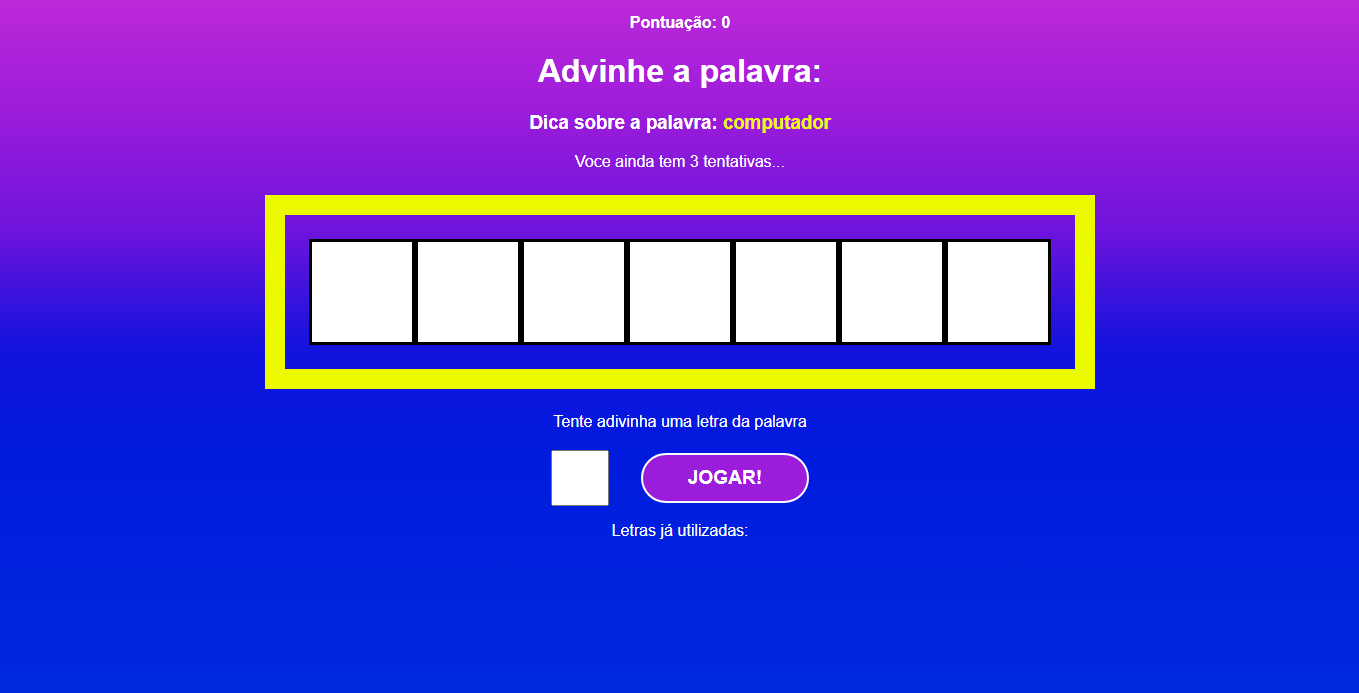 Pontuação: 0
Advinhe a palavra:
Dica sobre a palavra: computador
Voce ainda tem 3 tentativas...
Tente adivinha uma letra da palavra
JOGAR!
Letras já utilizadas: